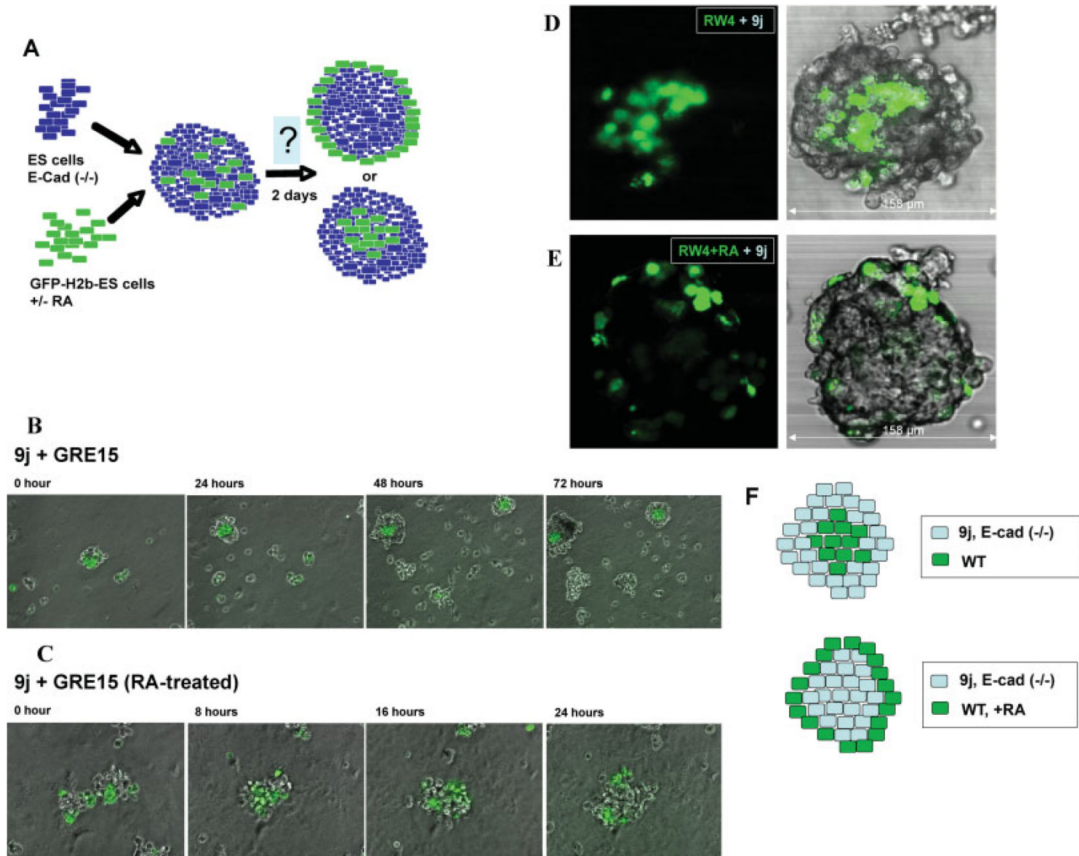 A
ES cells
E-Cad (-/-)
GFP-H2b-ES cells
+/- RA
?
2 days
or
B
9j + GRE15
0 hour
24 hours
48 hours
72 hours
C
9j + GRE15 (RA-treated)
0 hour
8 hours
16 hours
24 hours
D
RW4 + 9j
158 µm
E
RW4+RA + 9j
158 µm
F
9j, E-cad (-/-)
WT
9j, E-cad (-/-)
WT, +RA